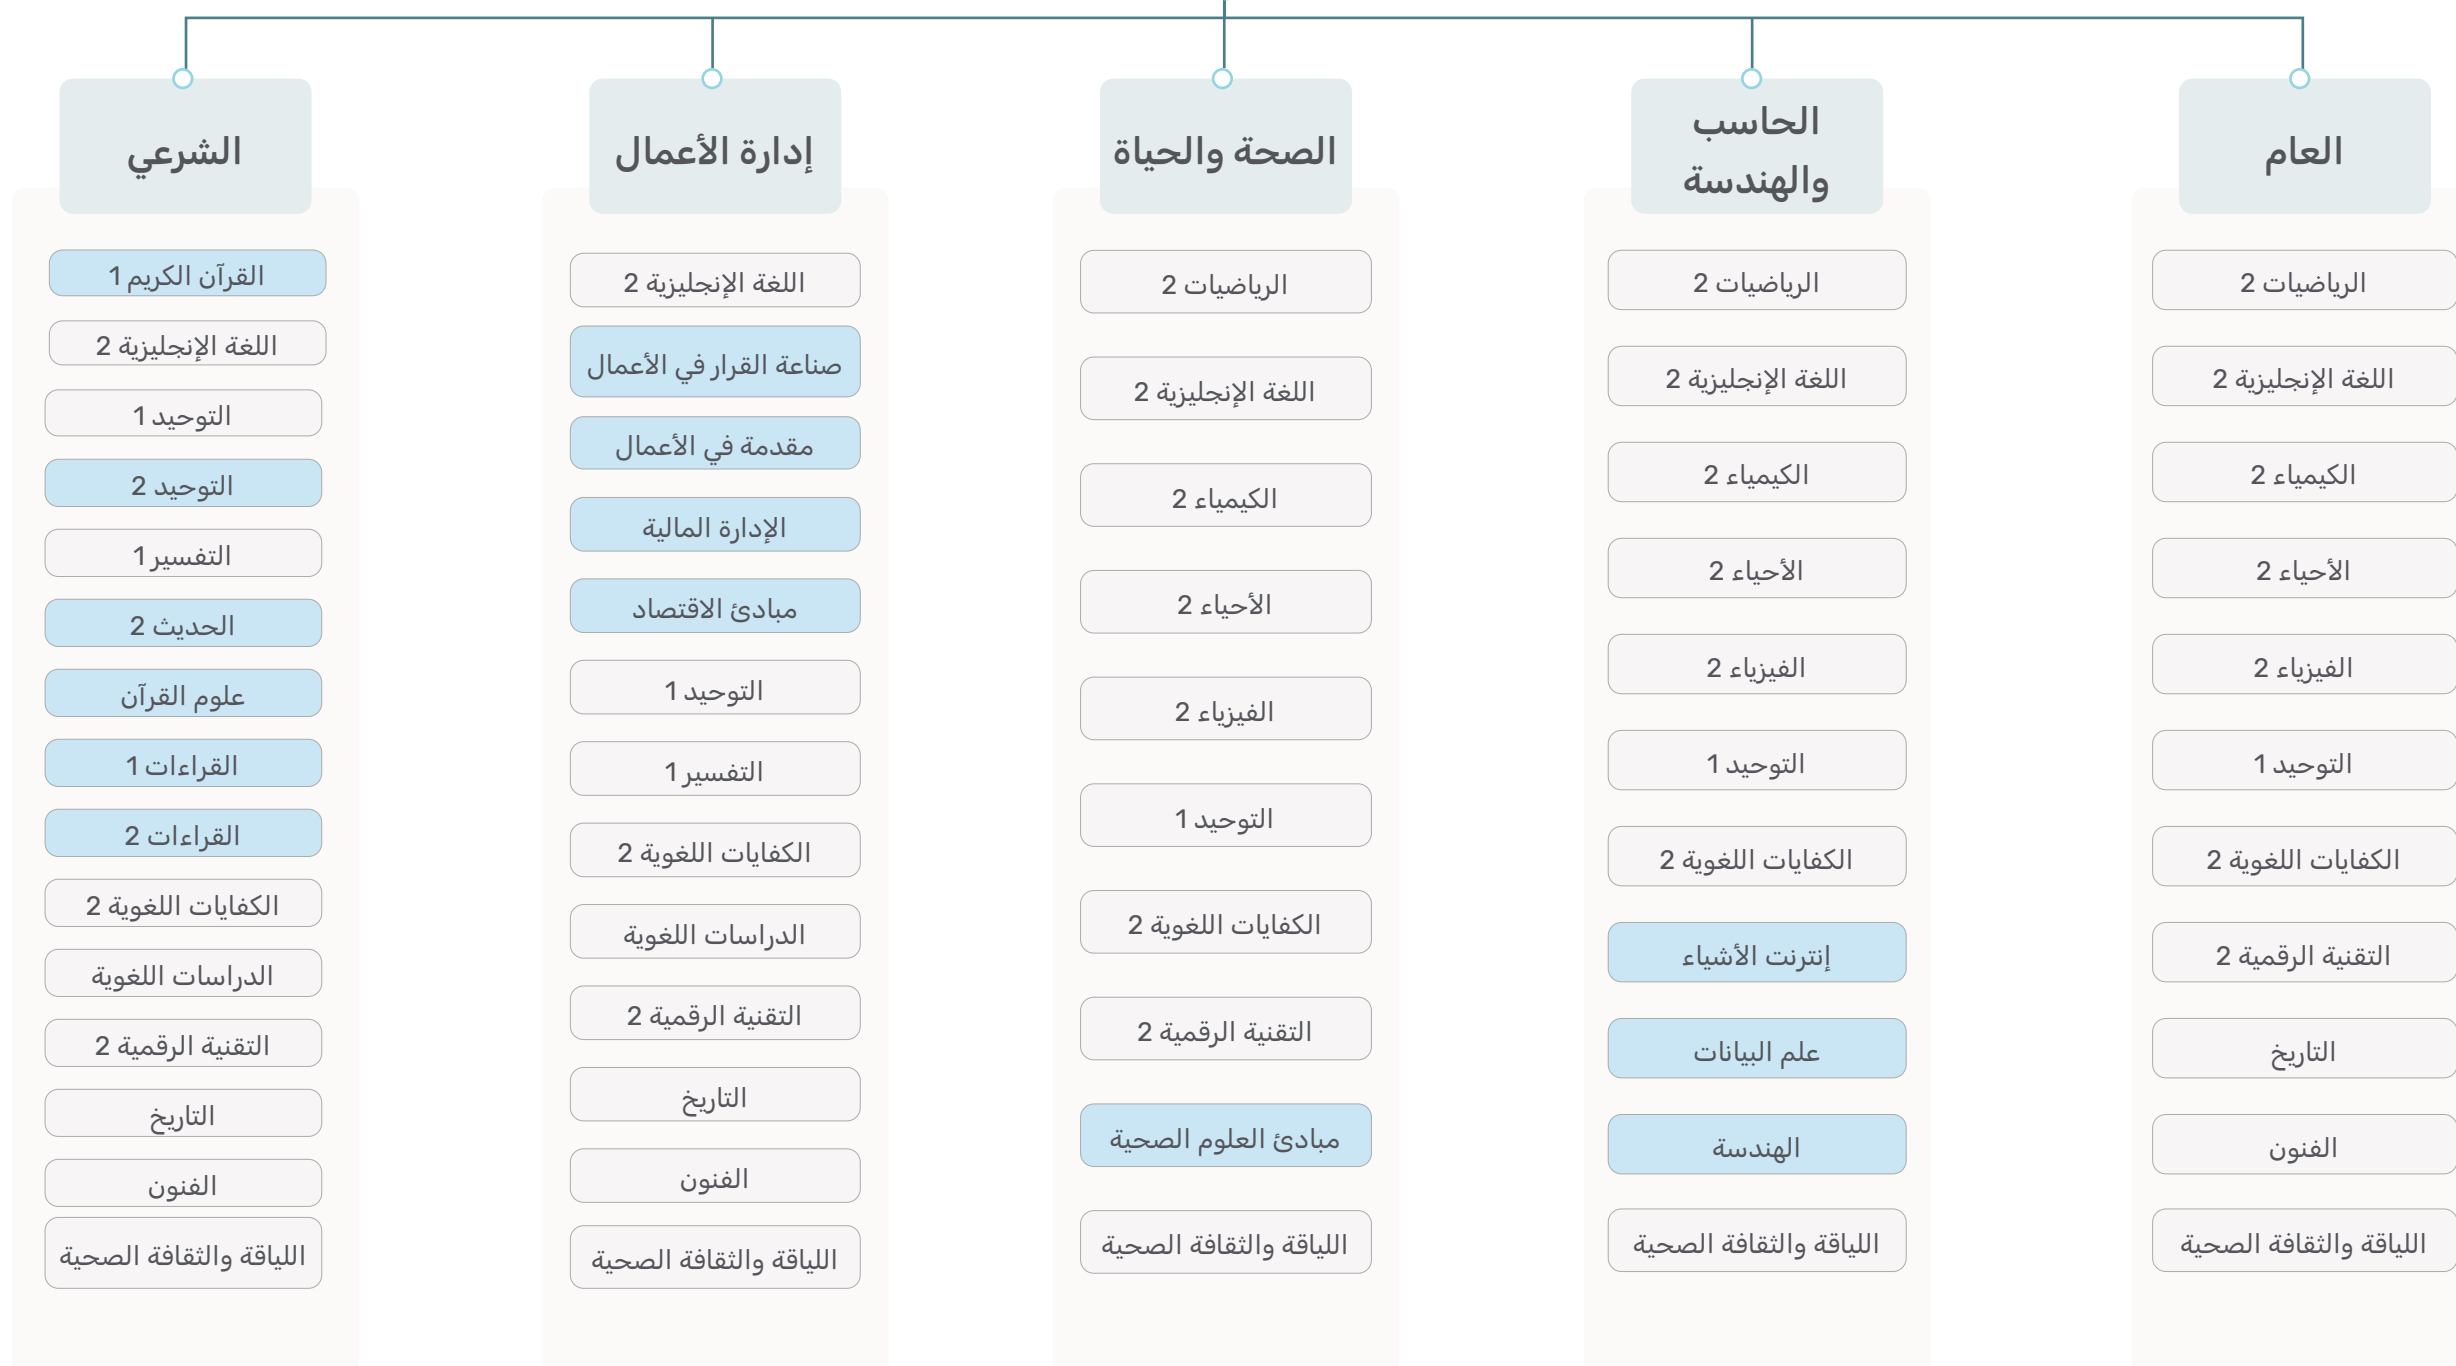 العام
الرياضيات 2
اللغة الإنجليزية 2
الكيمياء 2
الأحياء 2
الفيزياء 2
التوحيد 1
الكفايات اللغوية 2
التقنية الرقمية 2
التاريخ
الفنون
اللياقة والثقافة الصحية
الحاسب
والهندسة
الرياضيات 2
اللغة الإنجليزية 2
الكيمياء 2
الأحياء 2
الفيزياء 2
التوحيد 1
الكفايات اللغوية 2
إنترنت الأشياء
علم البيانات
الهندسة
اللياقة والثقافة الصحية
الصحة والحياة
الرياضيات 2
اللغة الإنجليزية 2
الكيمياء 2
الأحياء 2
الفيزياء 2
التوحيد 1
الكفايات اللغوية 2
التقنية الرقمية 2
مبادئ العلوم الصحية
اللياقة والثقافة الصحية
إدارة الأعمال
اللغة الإنجليزية 2
صناعة القرار في الأعمال
مقدمة في الأعمال
الإدارة المالية
مبادئ الاقتصاد
التوحيد 1
التفسير 1
الكفايات اللغوية 2
الدراسات اللغوية
التقنية الرقمية 2
التاريخ
الفنون
اللياقة والثقافة الصحية
الشرعي
القرآن الكريم 1
اللغة الإنجليزية 2
التوحيد 1
التوحيد 2
التفسير 1
الحديث 2
علوم القرآن
القراءات 1
القراءات 2
الكفايات اللغوية 2
الدراسات اللغوية
التقنية الرقمية 2
التاريخ
الفنون
اللياقة والثقافة الصحية